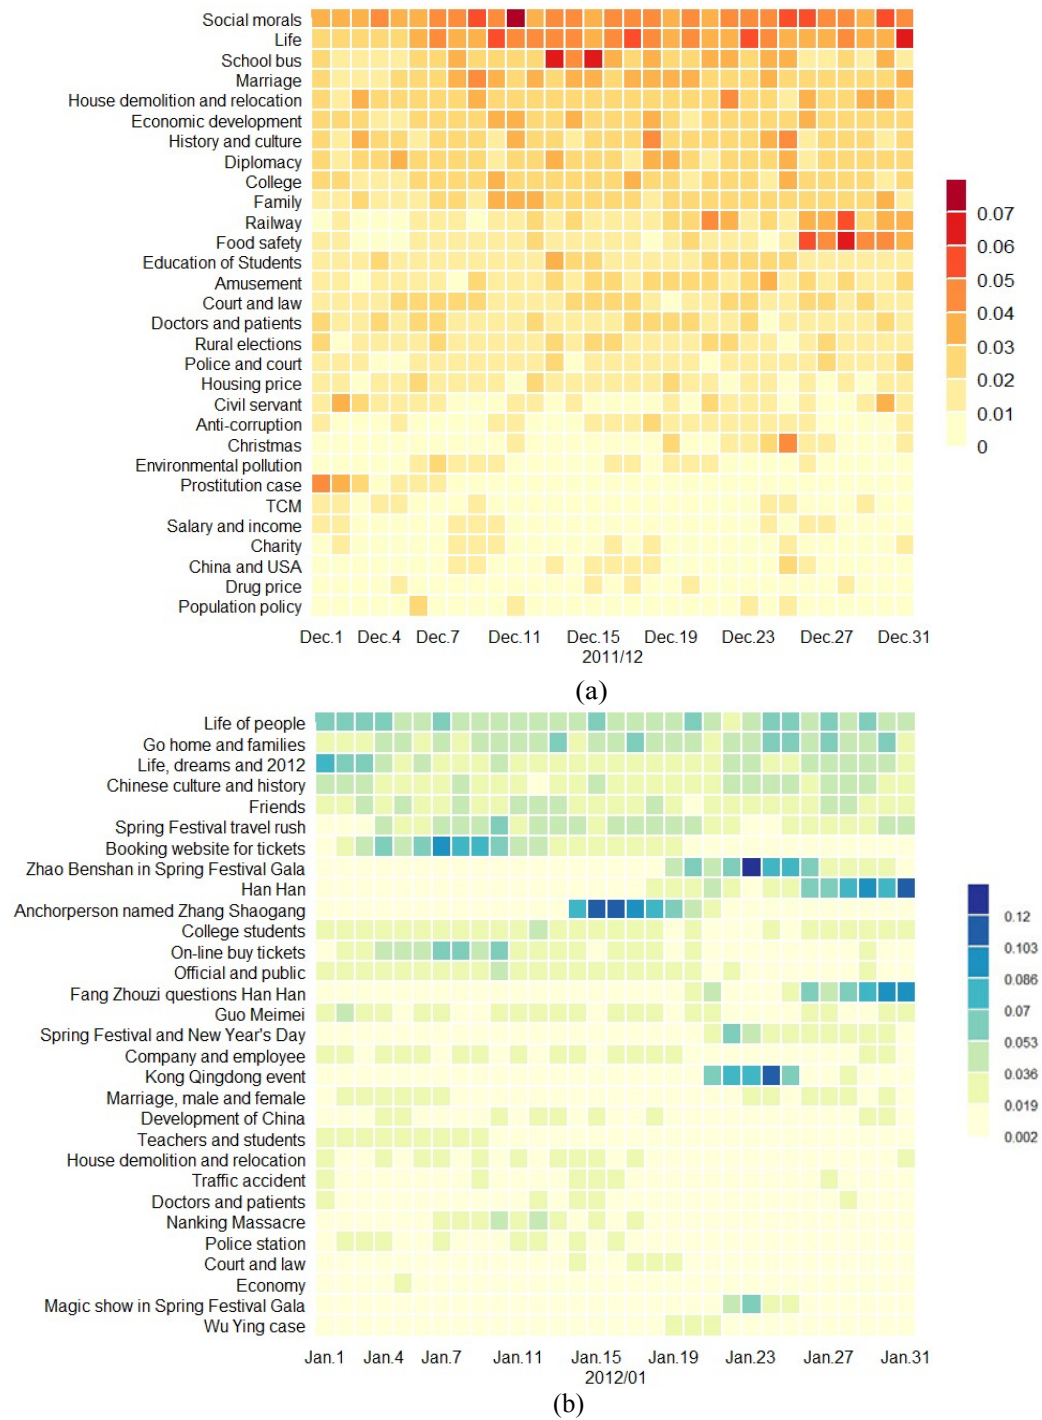 Social morals
Life
School bus
Marriage
House demolition and relocation
Economic development
History and culture
Diplomacy
College
Family
Railway
Food safety
Education of Students
Amusement
Court and law
Doctors and patients
Rural elections
Police and court
Housing price
Civil servant
Anti-corruption
Christmas
Environmental pollution
Prostitution case
TCM
Salary and income
Charity
China and USA
Drug price
Population policy
0.07
0.06
0.05
0.04
0.03
0.02
0.01
0
Dec.1 Dec.4 Dec.7 Dec.11 Dec.15 Dec.19 Dec.23 Dec.27 Dec.31
2011/12
(a)
Life of people
Go home and families
Life, dreams and 2012
Chinese culture and history
Friends
Spring Festival travel rush
Booking website for tickets
Zhao Benshan in Spring Festival Gala
Han Han
Anchorperson named Zhang Shaogang
College students
On-line buy tickets
Official and public
Fang Zhouzi questions Han Han
Guo Meimei
Spring Festival and New Year's Day
Company and employee
Kong Qingdong event
Marriage, male and female
Development of China
Teachers and students
House demolition and relocation
Traffic accident
Doctors and patients
Nanking Massacre
Police station
Court and law
Economy
Magic show in Spring Festival Gala
Wu Ying case
0.12
0.103
0.086
0.07
0.053
0.036
0.019
0.002
Jan.1 Jan.4 Jan.7 Jan.11 Jan.15 Jan.19 Jan.23 Jan.27 Jan.31
2012/01
(b)